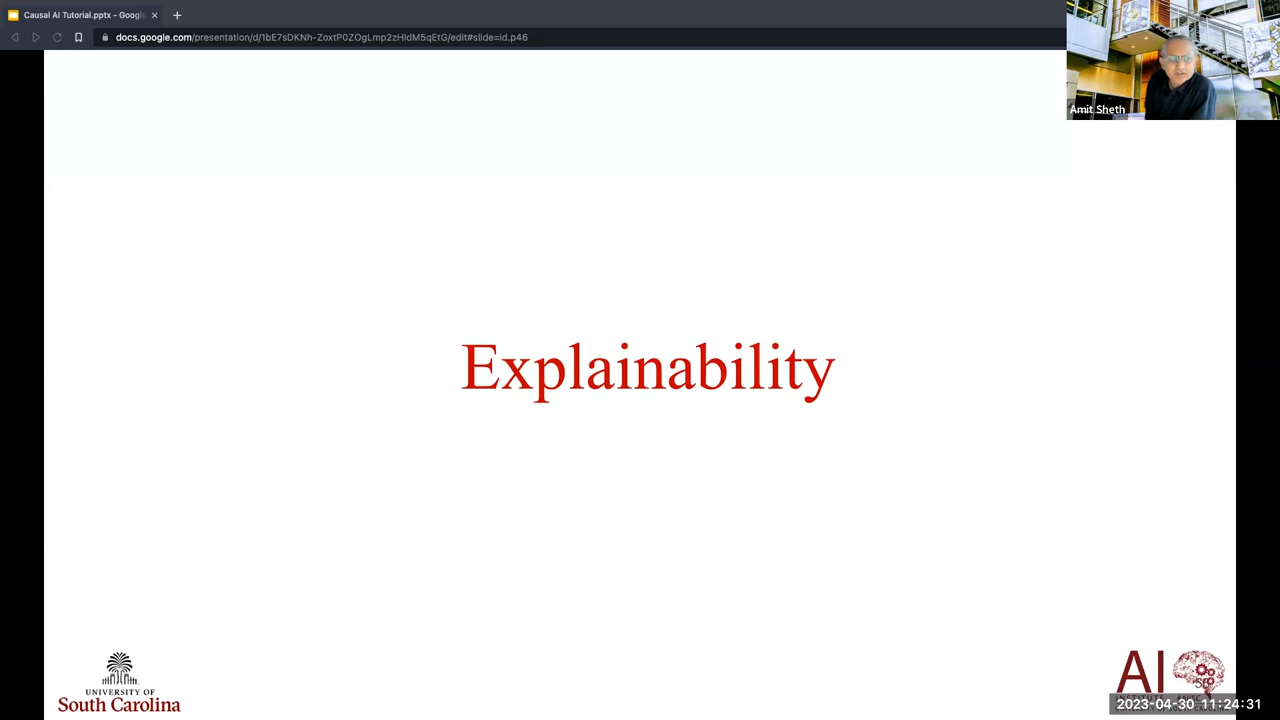 Causal AI Tutorial.pptx - Google
docs.google.com/presentation/d/1bE7sDKNh-ZoxtP0ZOgLmp2zHldM5qEtG/edit#slide=id.p46
Amit Sheth
Explainability
UNIVERSITY OF
South Carolina
AI
2023-04-30 11:24:31